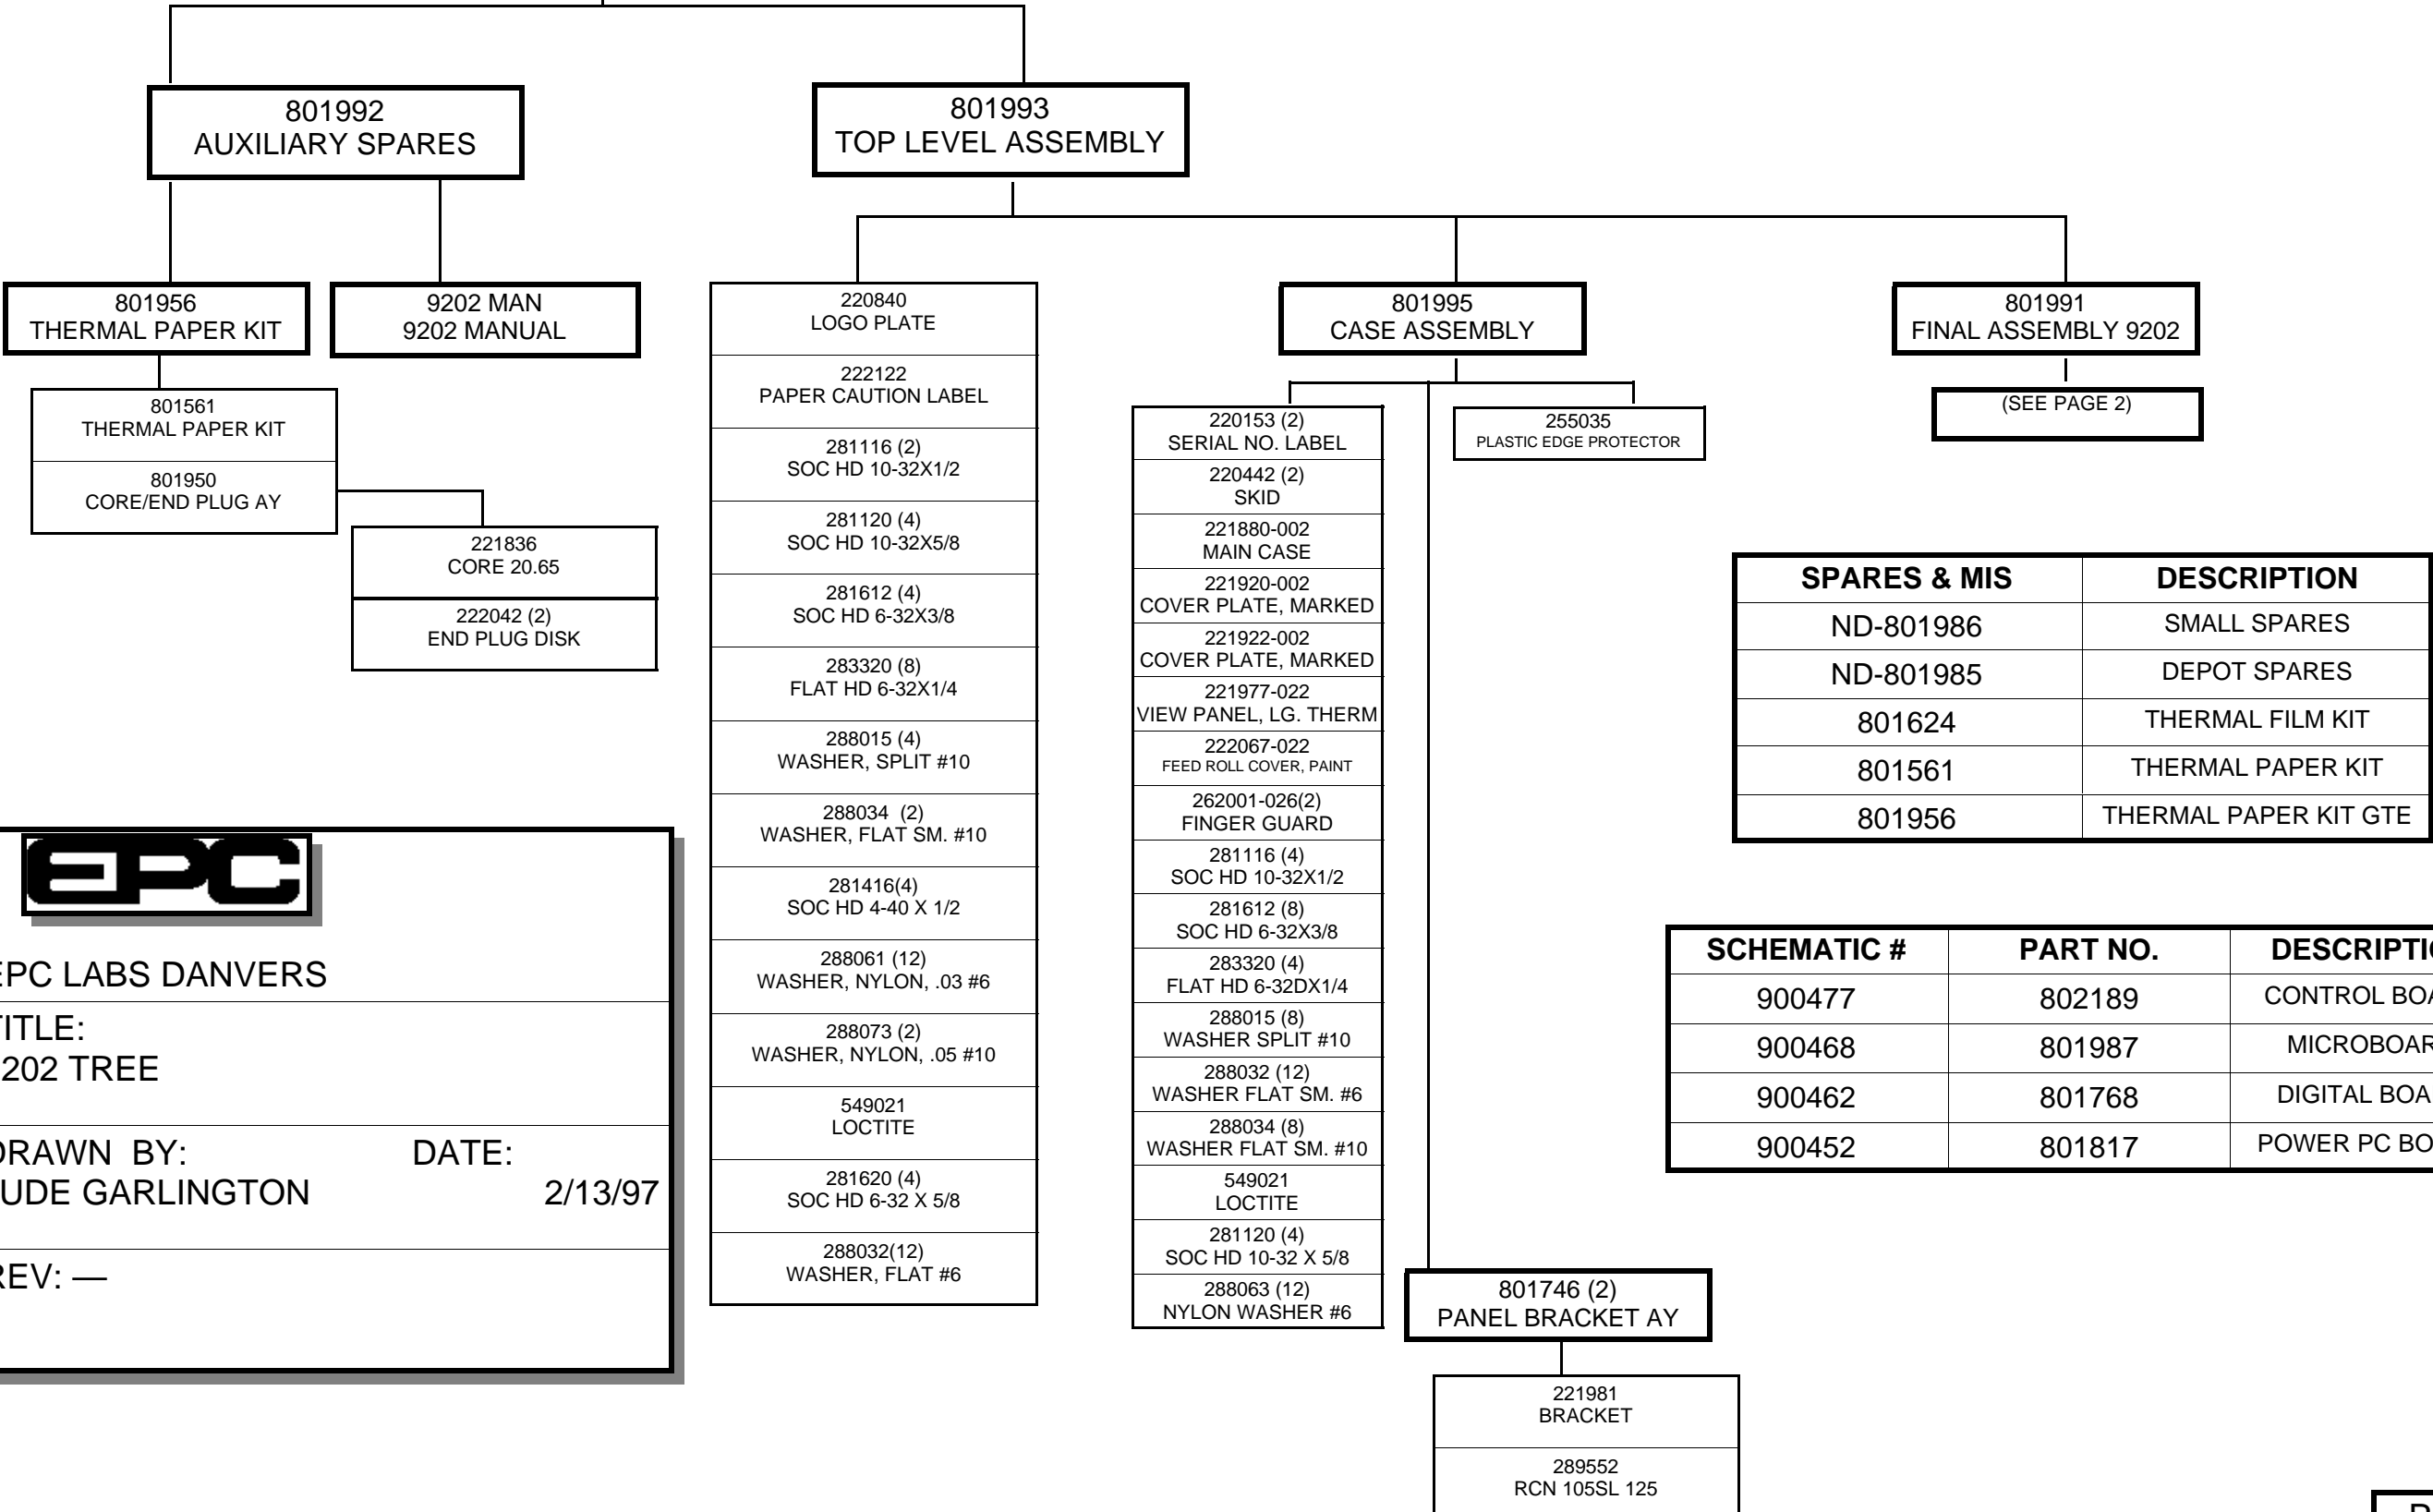 801992
AUXILIARY SPARES
801993
TOP LEVEL ASSEMBLY
801956
THERMAL PAPER KIT
9202 MAN
9202 MANUAL
801561
THERMAL PAPER KIT
801950
CORE/END PLUG AY
221836
CORE 20.65
222042 (2)
END PLUG DISK
220840
LOGO PLATE
222122
PAPER CAUTION LABEL
281116 (2)
SOC HD 10-32X1/2
281120 (4)
SOC HD 10-32X5/8
281612 (4)
SOC HD 6-32X3/8
283320 (8)
FLAT HD 6-32X1/4
288015 (4)
WASHER, SPLIT #10
288034 (2)
WASHER, FLAT SM. #10
281416(4)
SOC HD 4-40 X 1/2
288061 (12)
WASHER, NYLON, .03 #6
288073 (2)
WASHER, NYLON, .05 #10
549021
LOCTITE
281620 (4)
SOC HD 6-32 X 5/8
288032(12)
WASHER, FLAT #6
801995
CASE ASSEMBLY
220153 (2)
SERIAL NO. LABEL
220442 (2)
SKID
221880-002
MAIN CASE
221920-002
COVER PLATE, MARKED
221922-002
COVER PLATE, MARKED
221977-022
VIEW PANEL, LG. THERM
222067-022
FEED ROLL COVER, PAINT
262001-026(2)
FINGER GUARD
281116 (4)
SOC HD 10-32X1/2
281612 (8)
SOC HD 6-32X3/8
283320 (4)
FLAT HD 6-32DX1/4
288015 (8)
WASHER SPLIT #10
288032 (12)
WASHER FLAT SM. #6
288034 (8)
WASHER FLAT SM. #10
549021
LOCTITE
281120 (4)
SOC HD 10-32 X 5/8
288063 (12)
NYLON WASHER #6
255035
PLASTIC EDGE PROTECTOR
801746 (2)
PANEL BRACKET AY
221981
BRACKET
289552
RCN 105SL 125
801991
FINAL ASSEMBLY 9202
(SEE PAGE 2)
SPARES & MIS DESCRIPTION
ND-801986 SMALL SPARES
ND-801985 DEPOT SPARES
801624 THERMAL FILM KIT
801561 THERMAL PAPER KIT
801956 THERMAL PAPER KIT GTE
SCHEMATIC # PART NO.
900477 802189 CONTROL
900468 801987
900462 801768 DIGITAL
900452 801817 POWER PC
EPC
EPC LABS DANVERS
TITLE:
202 TREE
DRAWN BY: DATE:
UDE GARLINGTON 2/13/97
REV: —